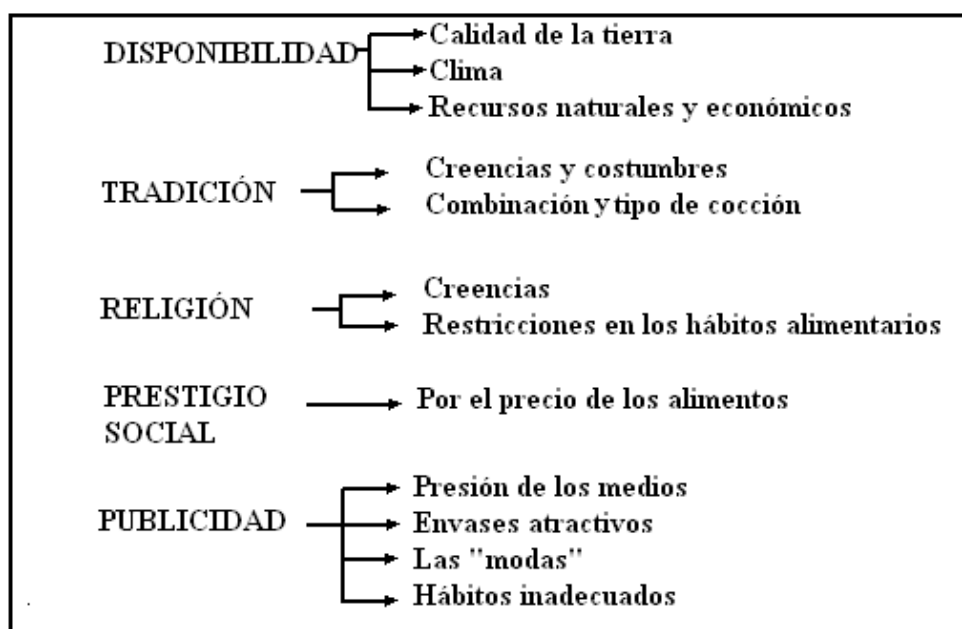 DISPONIBILIDAD
Calidad de la tierra
Clima
Recursos naturales y económicos
TRADICIÓN
Creencias y costumbres
Combinación y tipo de cocción
RELIGIÓN
Creencias
Restricciones en los hábitos alimentarios
PRESTIGIO
SOCIAL
Por el precio de los alimentos
PUBLICIDAD
Presión de los medios
Envases atractivos
Las "modas"
Hábitos inadecuados